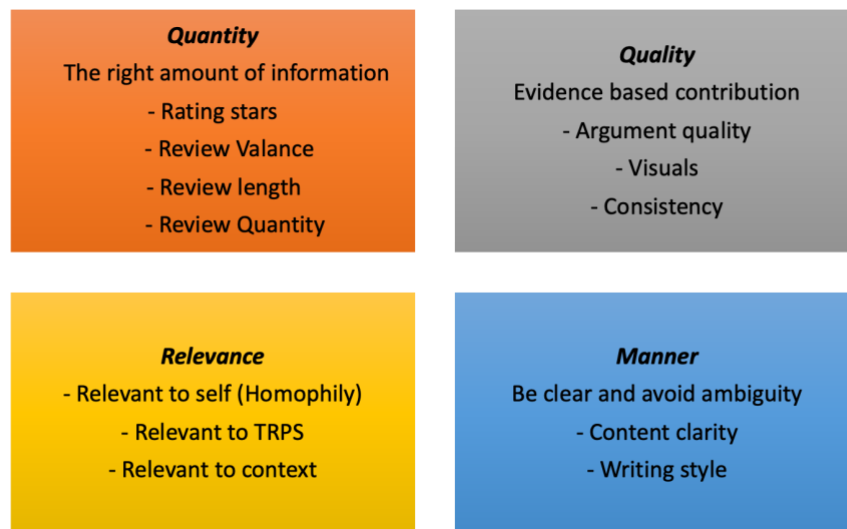 Quantity
The right amount of information
- Rating stars
- Review Valance
- Review length
- Review Quantity
Quality
Evidence based contribution
- Argument quality
- Visuals
- Consistency
Relevance
- Relevant to self (Homophily)
- Relevant to TRPS
- Relevant to context
Manner
Be clear and avoid ambiguity
- Content clarity
- Writing style